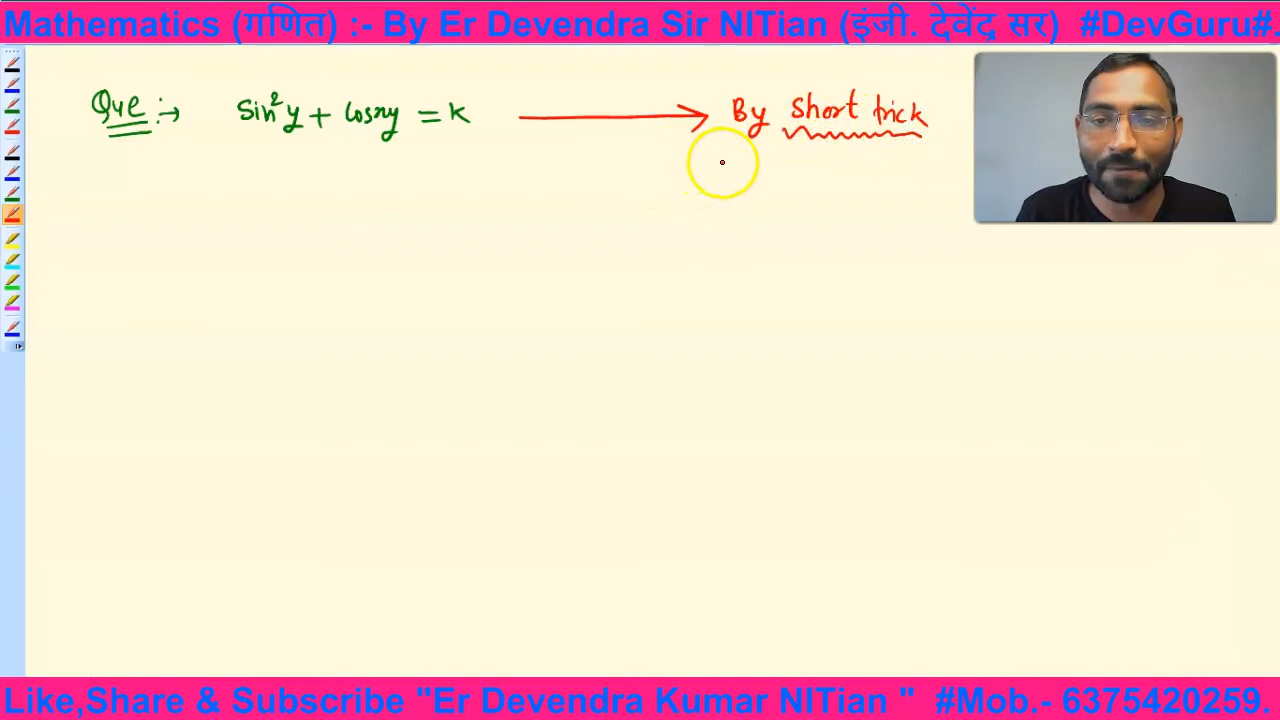 Mathematics (गणित) :- By Er Devendra Sir NITian (इंजी. देवेंद्र सर) #DevGuru#.
Que :→ Sin²y + Cosxy = K → By Short trick
Like,Share & Subscribe "Er Devendra Kumar NITian " #Mob.- 6375420259.